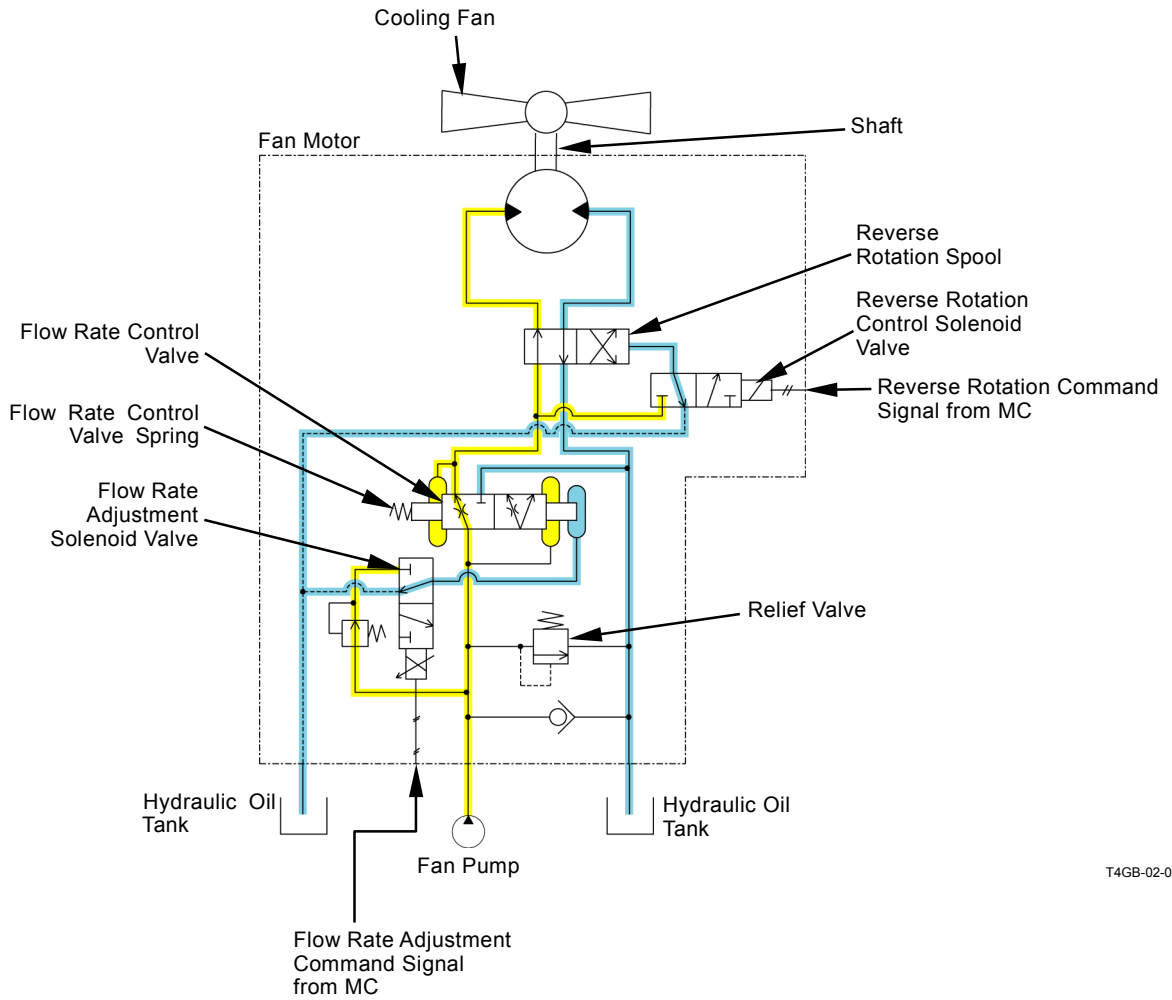 Cooling Fan
Shaft
Fan Motor
Reverse
Rotation Spool
Reverse Rotation
Control Solenoid
Valve
Flow Rate Control
Valve
Reverse Rotation Command
Signal from MC
Flow Rate Control
Valve Spring
Flow Rate
Adjustment
Solenoid Valve
Relief Valve
Hydraulic Oil
Tank
Hydraulic Oil
Tank
Fan Pump
T4GB-02-0
Flow Rate Adjustment
Command Signal
from MC